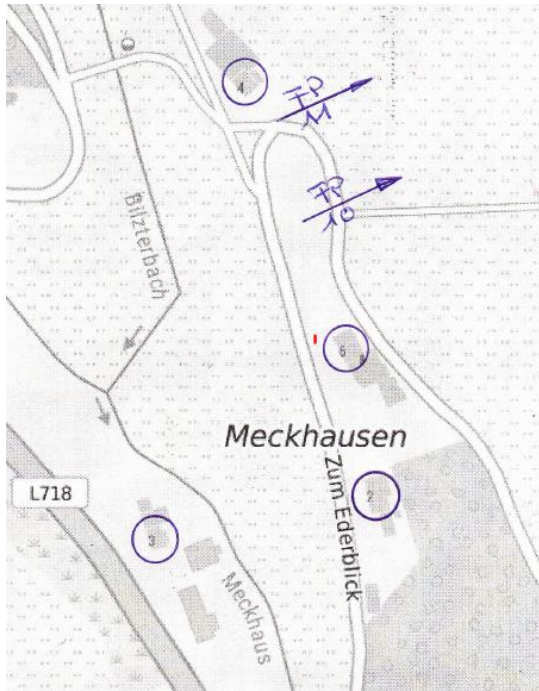 4
FP
11
FP
10
Bilzterbach
5
Meckhausen
L718
Zum Ederblick
2
3
Meckhaus